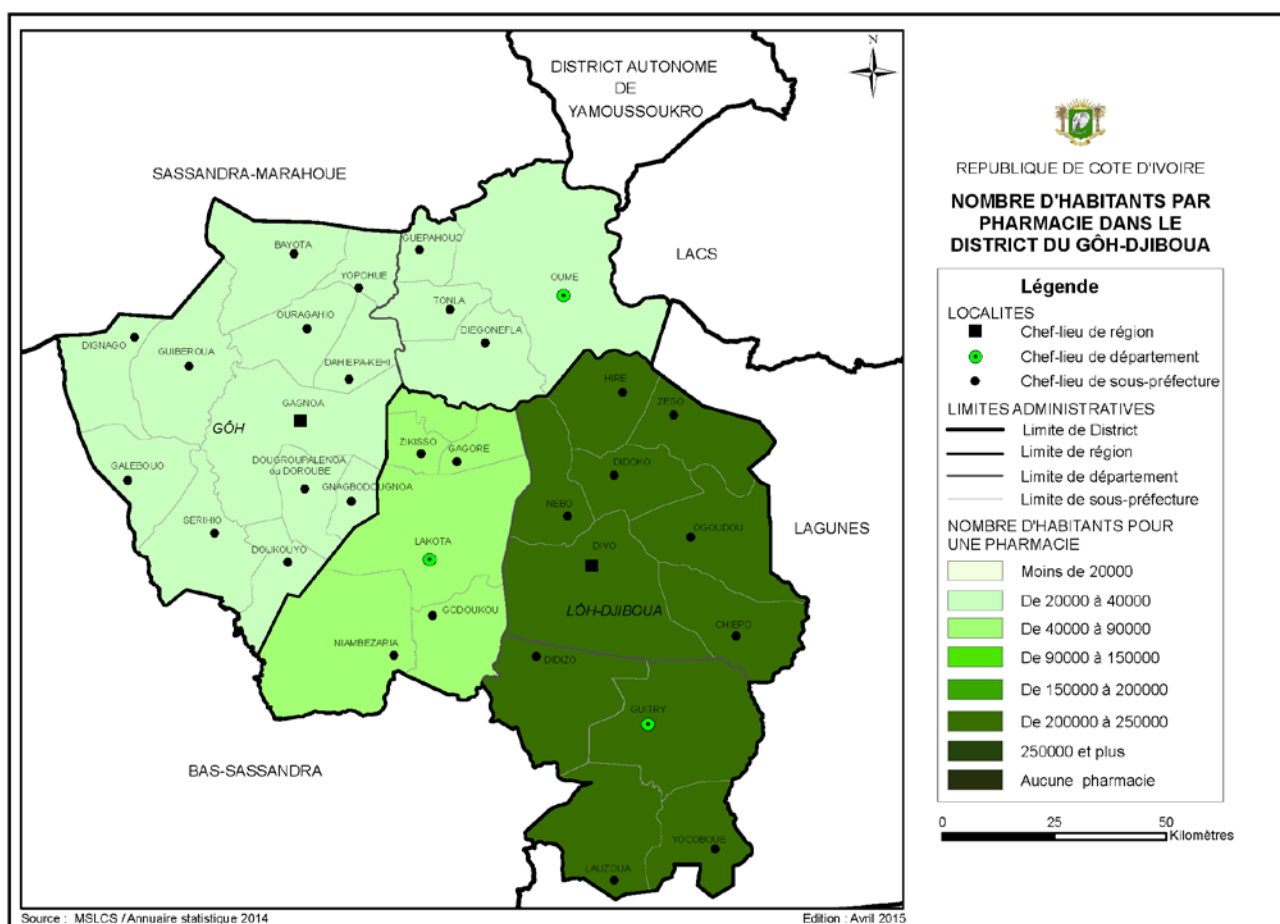 DISTRICT AUTONOME
DE
YAMOUSSOUKRO
N
SASSANDRA-MARAHOUE
LACS
LAGUNES
BAS-SASSANDRA
BAYOTA
GUEPAHOUO
YOPOHUE
OUME
OURAGAHIO
TONLA
DIGNAGO
GUIBEROUA
DIEGONEFLA
DAHIEPA-KEHI
HIRE
ZEGO
GAGNOA
GÔH
ZIKISSO
GAGORE
DOUGROUPALENOA
ou DOROUBE
GALEBOUO
GNAGBODOUGNOA
DIDOKO
SERIHIO
NEBO
OGOUDOU
DOUKOUYO
LAKOTA
DIVO
GODOUKOU
LÔH-DJIBOUA
CHIEPO
NIAMBEZARIA
DIDIZO
GUITRY
YOCOBOUE
LAUZOUA
Source : MSLCS /Annuaire statistique 2014
Edition : Avril 2015
REPUBLIQUE DE COTE D'IVOIRE
NOMBRE D'HABITANTS PAR
PHARMACIE DANS LE
DISTRICT DU GÔH-DJIBOUA
Légende
LOCALITES
Chef-lieu de région
Chef-lieu de département
Chef-lieu de sous-préfecture
LIMITES ADMINISTRATIVES
Limite de District
Limite de région
Limite de département
Limite de sous-préfecture
NOMBRE D'HABITANTS POUR
UNE PHARMACIE
Moins de 20000
De 20000 à 40000
De 40000 à 90000
De 90000 à 150000
De 150000 à 200000
De 200000 à 250000
250000 et plus
Aucune pharmacie
0 25 50
Kilomètres